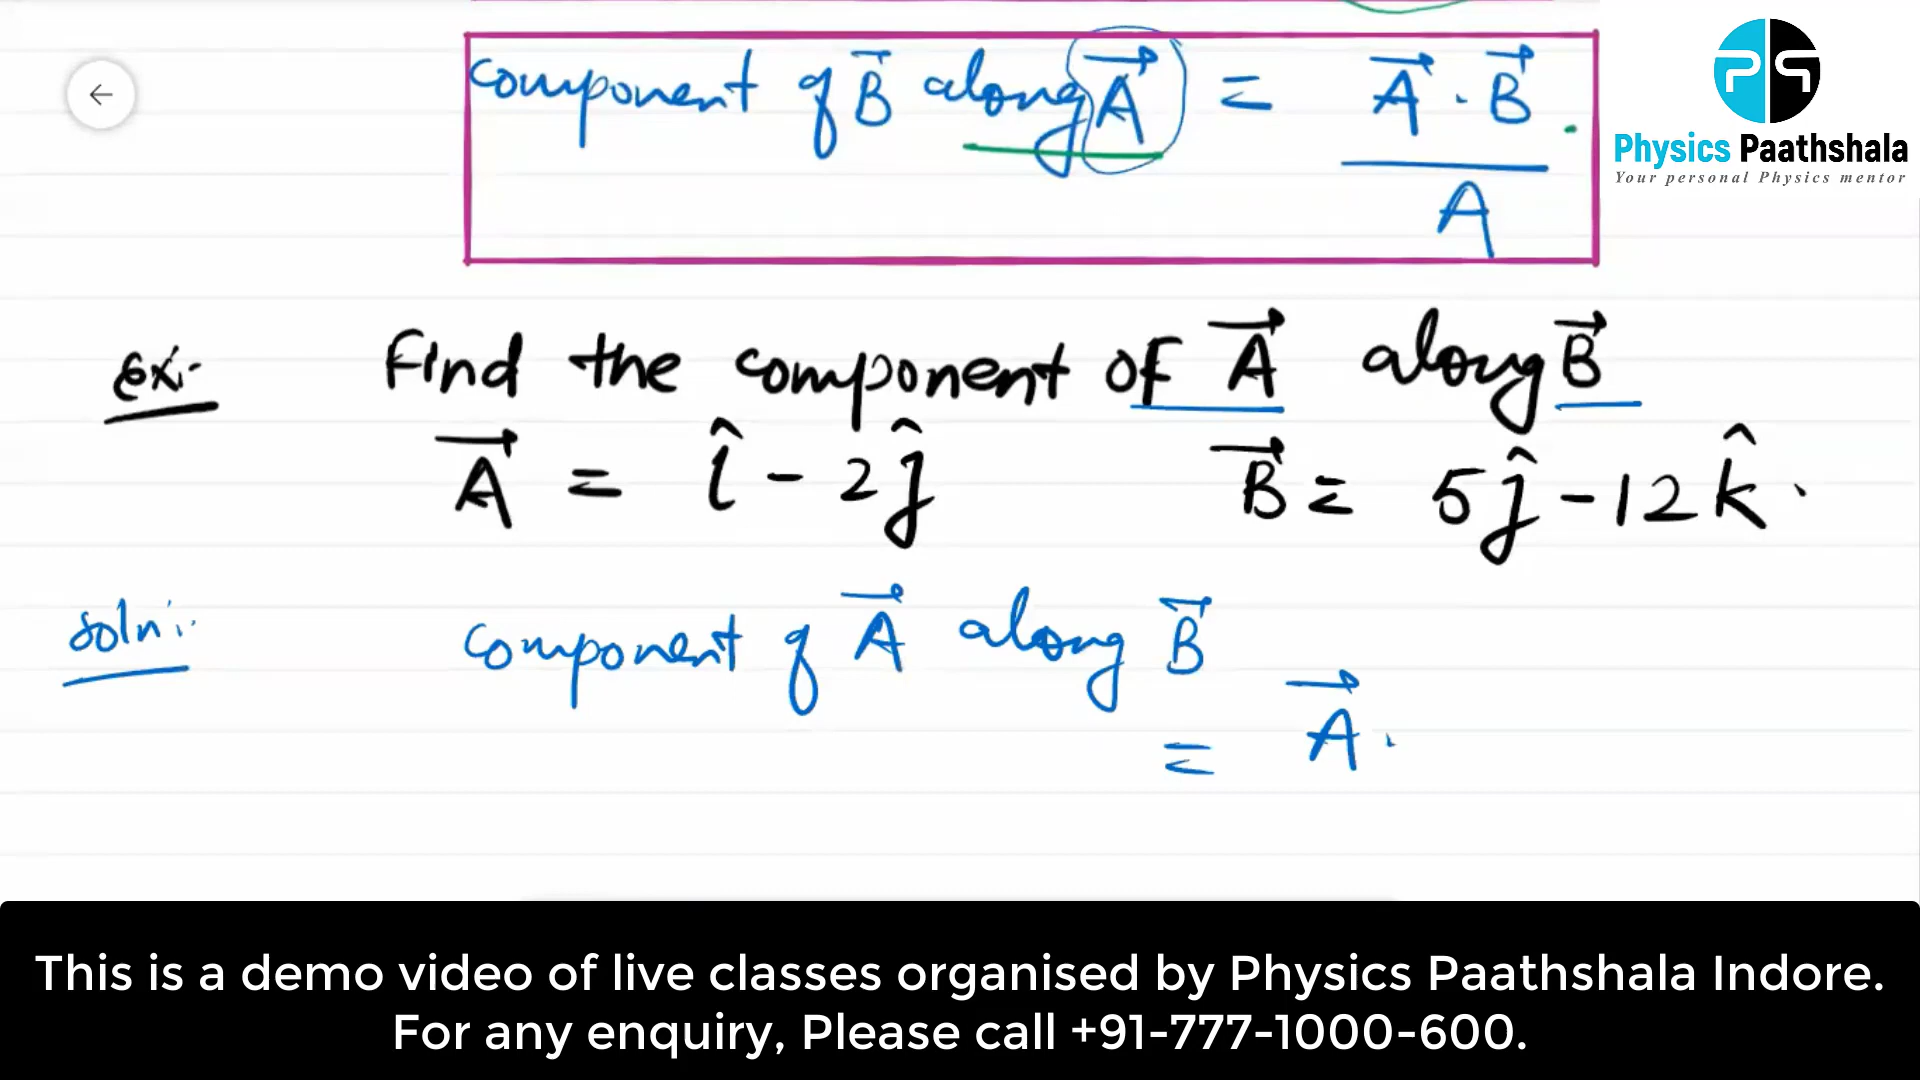 component of B⃗ along A⃗ = A⃗ · B⃗ / A
Physics Paathshala
Your personal Physics mentor
ex:- Find the component of A⃗ along B⃗
A⃗ = î - 2ĵ B⃗ = 5ĵ - 12k̂.
Soln:- component of A⃗ along B⃗
= A⃗ ·
This is a demo video of live classes organised by Physics Paathshala Indore.
For any enquiry, Please call +91-777-1000-600.